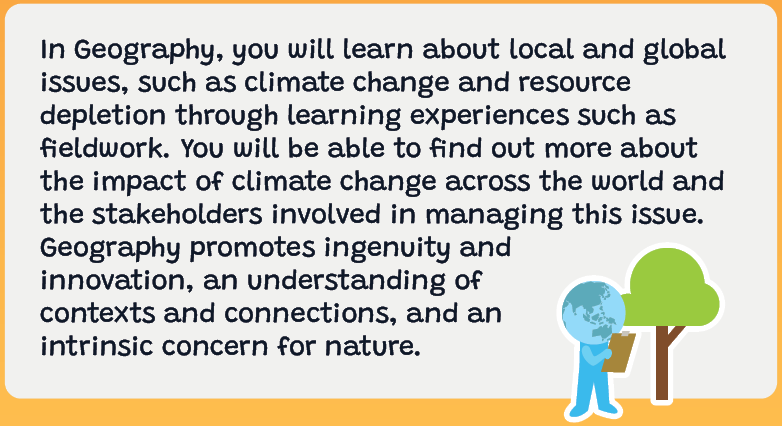 In Geography, you will learn about local and global
issues, such as climate change and resource
depletion through learning experiences such as
fieldwork. You will be able to find out more about
the impact of climate change across the world and
the stakeholders involved in managing this issue.
Geography promotes ingenuity and
innovation, an understanding of
contexts and connections, and an
intrinsic concern for nature.